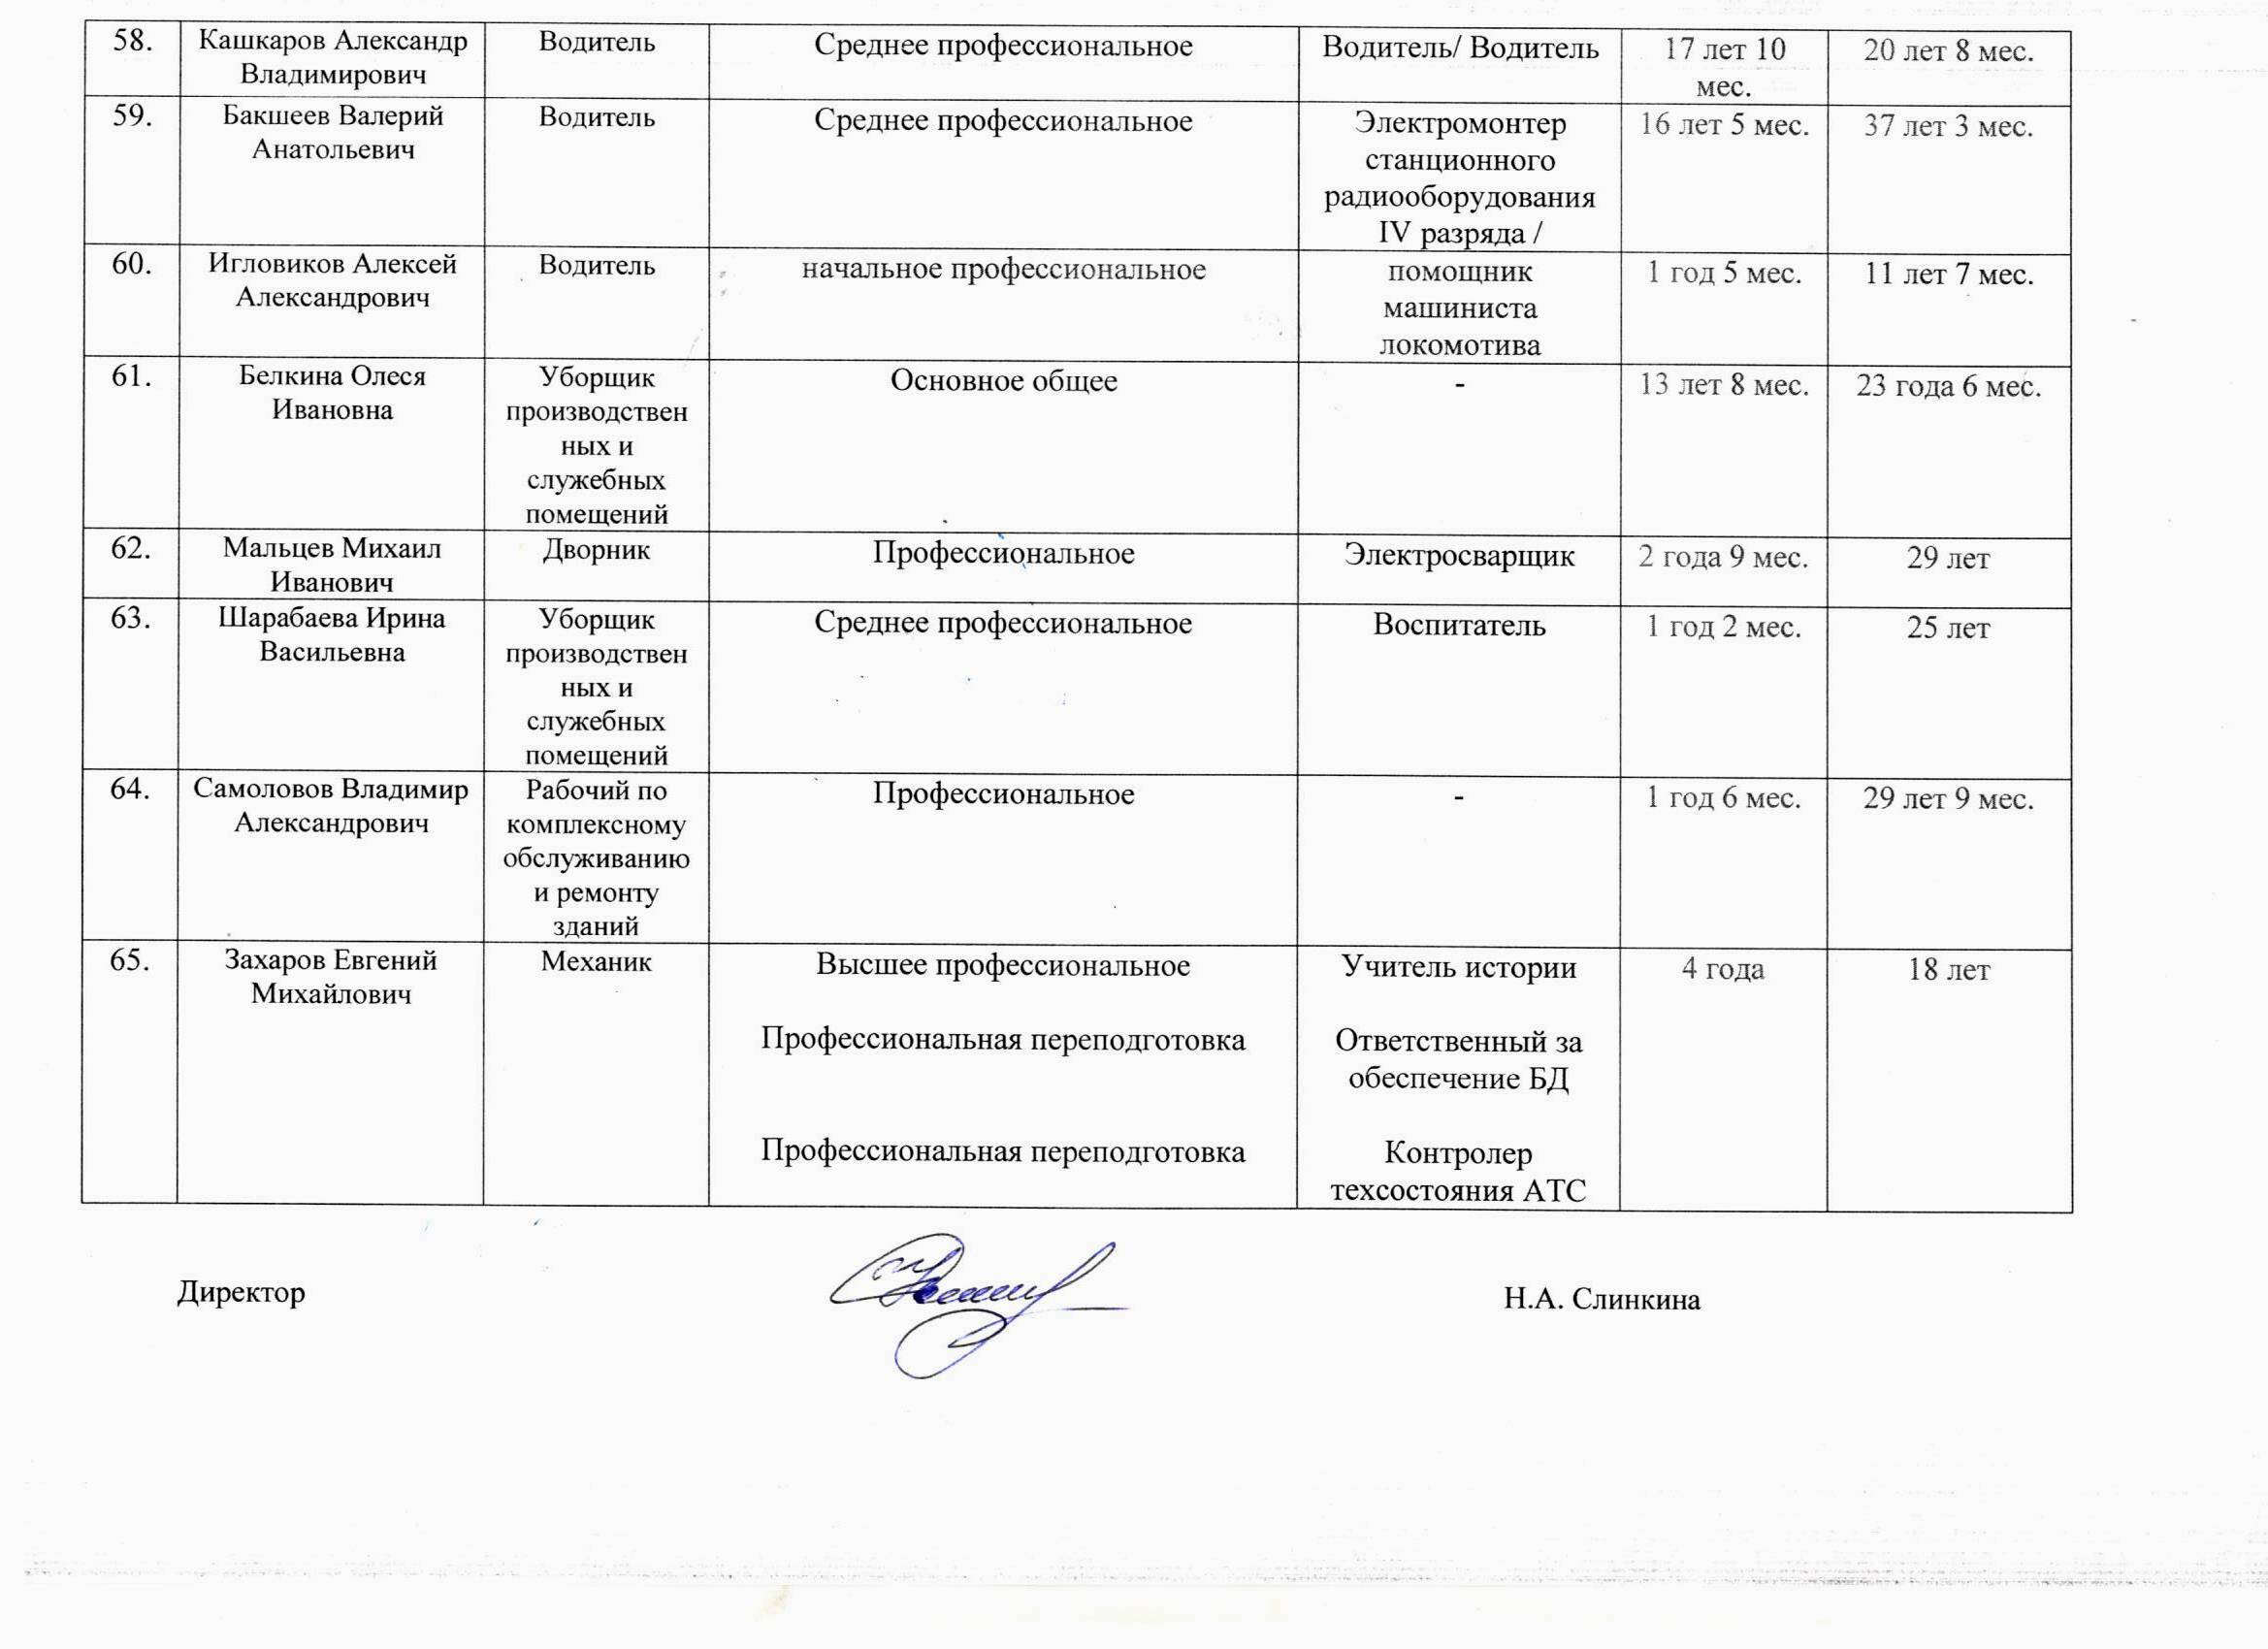 58.
Кашкаров Александр
Владимирович
Водитель
Среднее профессиональное
Водитель/ Водитель
17 лет 10
мес.
20 лет 8 мес.
59.
Бакшеев Валерий
Анатольевич
Водитель
Среднее профессиональное
Электромонтер
станционного
радиооборудования
IV разряда /
16 лет 5 мес.
37 лет 3 мес.
60.
Игловиков Алексей
Александрович
Водитель
начальное профессиональное
помощник
машиниста
локомотива
1 год 5 мес.
11 лет 7 мес.
61.
Белкина Олеся
Ивановна
Уборщик
производствен
ных и
служебных
помещений
Основное общее
-
13 лет 8 мес.
23 года 6 мес.
62.
Мальцев Михаил
Иванович
Дворник
Профессиональное
Электросварщик
2 года 9 мес.
29 лет
63.
Шарабаева Ирина
Васильевна
Уборщик
производствен
ных и
служебных
помещений
Среднее профессиональное
Воспитатель
1 год 2 мес.
25 лет
64.
Самоловов Владимир
Александрович
Рабочий по
комплексному
обслуживанию
и ремонту
зданий
Профессиональное
-
1 год 6 мес.
29 лет 9 мес.
65.
Захаров Евгений
Михайлович
Механик
Высшее профессиональное
Профессиональная переподготовка
Профессиональная переподготовка
Учитель истории
Ответственный за
обеспечение БД
Контролер
техсостояния АТС
4 года
18 лет
Директор
Н.А. Слинкина